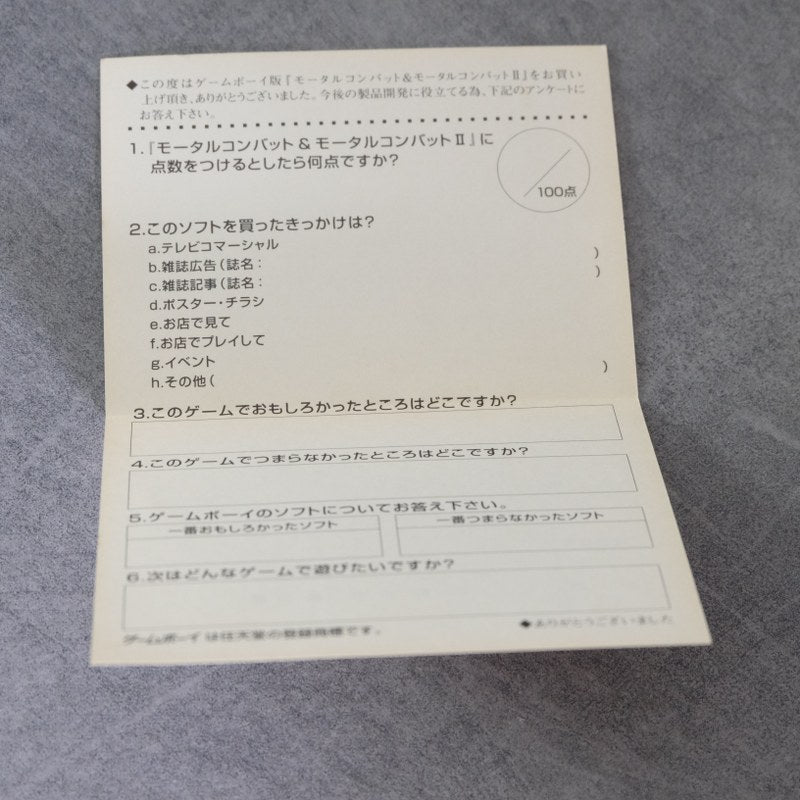 ◆この度はゲームボーイ版『モータルコンバット&モータルコンバットⅡ』をお買い
上げ頂き、ありがとうございました。今後の製品開発に役立てる為、下記のアンケートに
お答え下さい。
1.『モータルコンバット & モータルコンバットⅡ』に
点数をつけるとしたら何点ですか?
/100点
2.このソフトを買ったきっかけは?
a.テレビコマーシャル
b.雑誌広告(誌名: )
c.雑誌記事(誌名: )
d.ポスター・チラシ
e.お店で見て
f.お店でプレイして
g.イベント
h.その他( )
3.このゲームでおもしろかったところはどこですか?
4.このゲームでつまらなかったところはどこですか?
5.ゲームボーイのソフトについてお答え下さい。
一番おもしろかったソフト 一番つまらなかったソフト
6.次はどんなゲームで遊びたいですか?
ゲームボーイは任天堂の登録商標です。
◆ありがとうございました